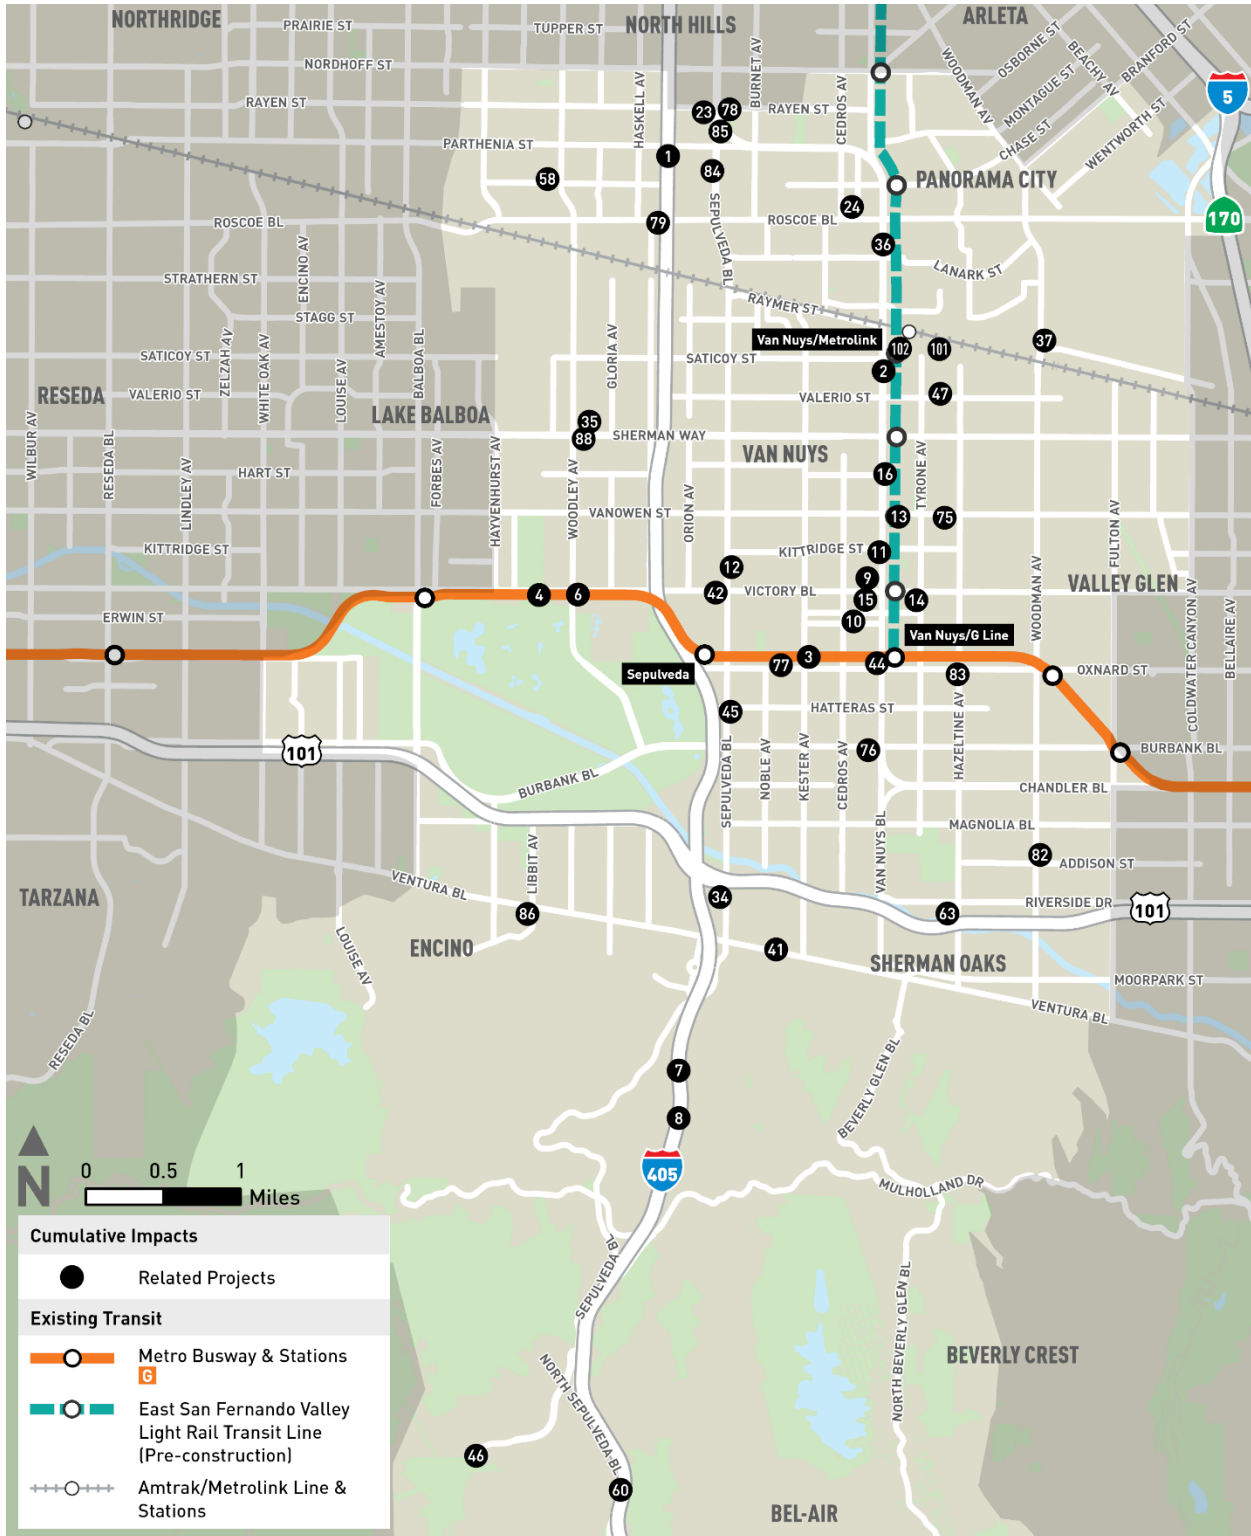 NORTHRIDGE
PRAIRIE ST
TUPPER ST
NORTH HILLS
ARLETA
NORDHOFF ST
RAYEN ST
PARTHENIA ST
HASKELL AV
BURNET AV
RAYEN ST
CEDROS AV
WOODMAN AV
OSBORNE ST
BEACHY AV
BRANFORD ST
MONTAGUE ST
CHASE ST
WENTWORTH ST
5
23
78
85
1
84
58
79
24
36
PANORAMA CITY
170
ROSCOE BL
ROSCOE BL
SEPULVEDA BL
LANARK ST
STRATHERN ST
ENCINO AV
STAGG ST
AMESTOY AV
RAYMER ST
Van Nuys/Metrolink
102
101
37
2
47
SATICOY ST
SATICOY ST
ZELZAH AV
WHITE OAK AV
LOUISE AV
BALBOA BL
GLORIA AV
RESEDA
VALERIO ST
VALERIO ST
LAKE BALBOA
35
88
SHERMAN WAY
VAN NUYS
WILBUR AV
RESEDA BL
LINDLEY AV
HART ST
FORBES AV
HAYVENHURST AV
WOODLEY AV
ORION AV
TYRONE AV
16
VANOWEN ST
13
75
KITTRIDGE ST
KITTRIDGE ST
11
12
9
42
VICTORY BL
15
14
10
VALLEY GLEN
FULTON AV
WOODMAN AV
COLDWATER CANYON AV
BELLAIRE AV
4
6
ERWIN ST
Van Nuys/G Line
Sepulveda
77
3
44
83
OXNARD ST
45
HATTERAS ST
HAZELTINE AV
76
BURBANK BL
101
BURBANK BL
SEPULVEDA BL
NOBLE AV
KESTER AV
CEDROS AV
CHANDLER BL
VAN NUYS BL
MAGNOLIA BL
82
ADDISON ST
LIBBIT AV
VENTURA BL
TARZANA
34
RIVERSIDE DR
101
86
63
ENCINO
LOUISE AV
41
SHERMAN OAKS
MOORPARK ST
VENTURA BL
RESEDA BL
7
BEVERLY GLEN BL
8
N
0 0.5 1
Miles
405
MULHOLLAND DR
SEPULVEDA BL
NORTH BEVERLY GLEN BL
BEVERLY CREST
NORTH SEPULVEDA BL
46
60
BEL-AIR
Cumulative Impacts
Related Projects
Existing Transit
Metro Busway & Stations
G
East San Fernando Valley
Light Rail Transit Line
(Pre-construction)
Amtrak/Metrolink Line &
Stations